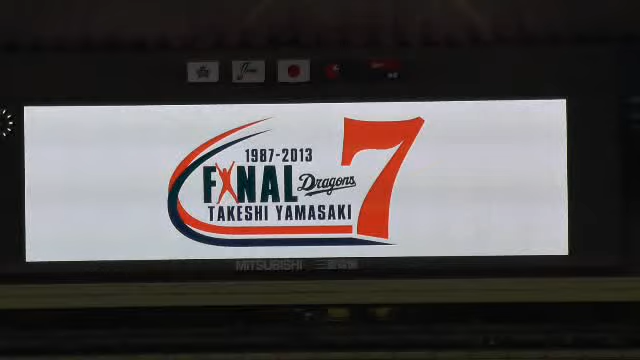 1987-2013
FINAL Dragons 7
TAKESHI YAMASAKI
MITSUBISHI